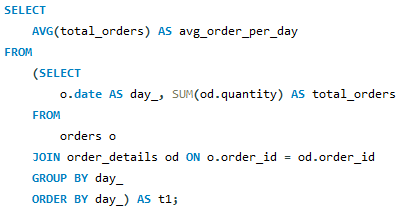 SELECT
AVG(total_orders) AS avg_order_per_day
FROM
(SELECT
o.date AS day_, SUM(od.quantity) AS total_orders
FROM
orders o
JOIN order_details od ON o.order_id = od.order_id
GROUP BY day_
ORDER BY day_) AS t1;